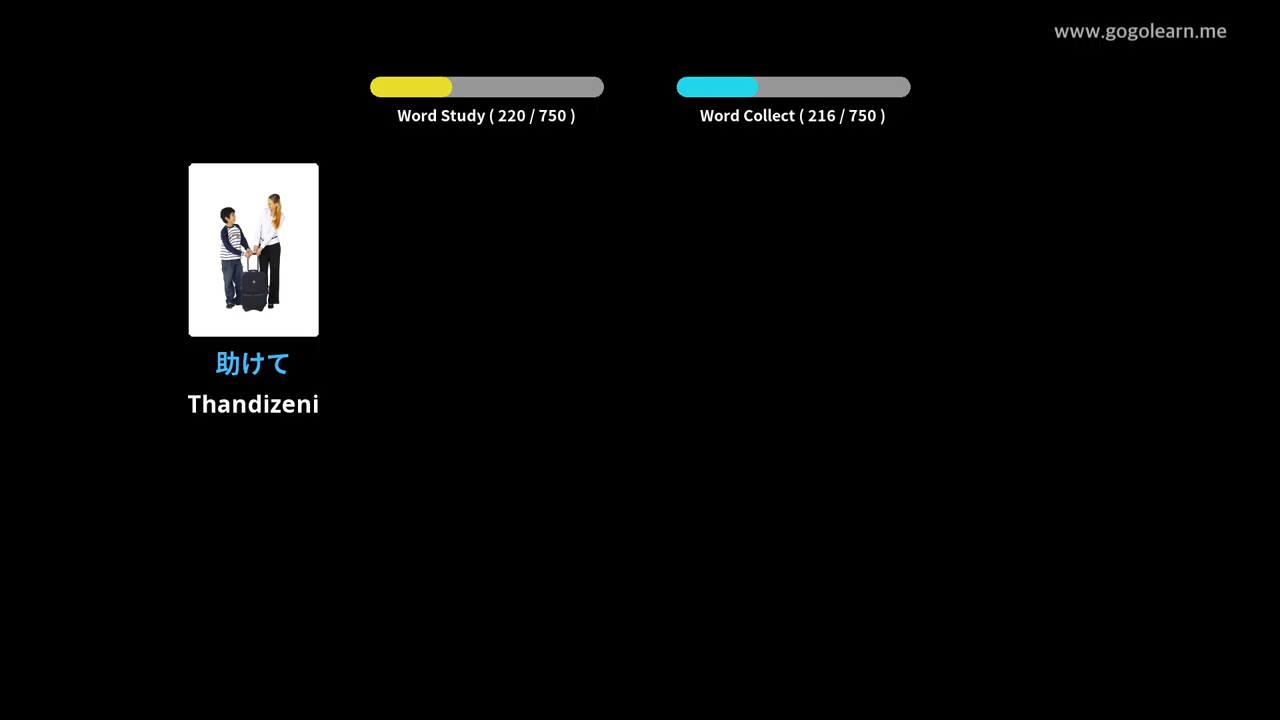 www.gogolearn.me
Word Study ( 220 / 750 )
Word Collect ( 216 / 750 )
助けて
Thandizeni